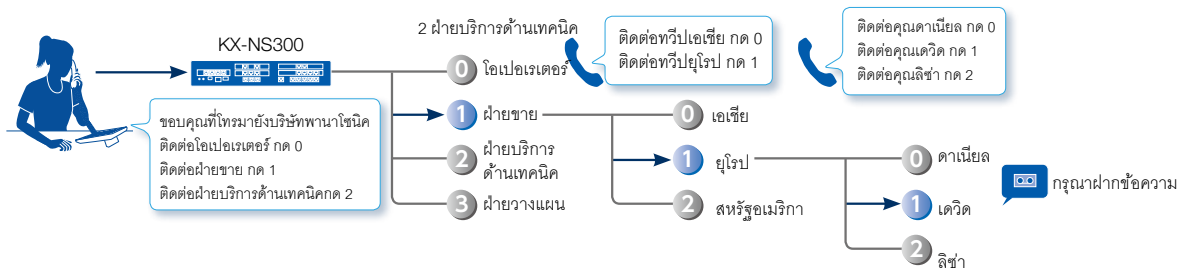 KX-NS300
ขอบคุณที่โทรมายังบริษัทพานาโซนิค
ติดต่อโอเปอเรเตอร์ กด 0
ติดต่อฝ่ายขาย กด 1
ติดต่อฝ่ายบริการด้านเทคนิคกด 2
2 ฝ่ายบริการด้านเทคนิค
0 โอเปอเรเตอร์
1 ฝ่ายขาย
2 ฝ่ายบริการ
ด้านเทคนิค
3 ฝ่ายวางแผน
ติดต่อทวีปเอเชีย กด 0
ติดต่อทวีปยุโรป กด 1
0 เอเชีย
1 ยุโรป
2 สหรัฐอเมริกา
ติดต่อคุณดาเนียล กด 0
ติดต่อคุณเดวิด กด 1
ติดต่อคุณลิซ่า กด 2
0 ดาเนียล
1 เดวิด
2 ลิซ่า
กรุณาฝากข้อความ